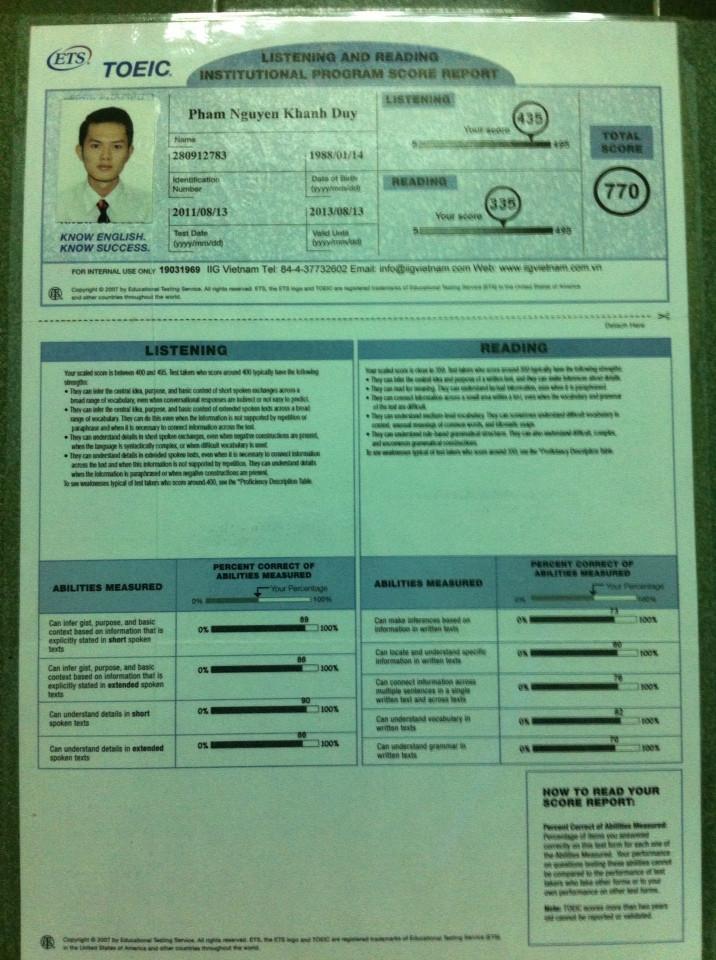 ETS TOEIC
LISTENING AND READING
INSTITUTIONAL PROGRAM SCORE REPORT
Pham Nguyen Khanh Duy
Name
280912783
1988/01/14
Identification
Number
Date of Birth
(yyyy/mm/dd)
2011/08/13
2013/08/13
Test Date
(yyyy/mm/dd)
Valid Until
(yyyy/mm/dd)
KNOW ENGLISH.
KNOW SUCCESS.
LISTENING
435
Your score
5 495
READING
335
Your score
5 495
TOTAL
SCORE
770
FOR INTERNAL USE ONLY 19031969 IIG Vietnam Tel: 84-4-37732602 Email: info@iigvietnam.com Web: www.iigvietnam.com.vn
Copyright © 2007 by Educational Testing Service. All rights reserved. ETS, the ETS logo and TOEIC are registered trademarks of Educational Testing Service (ETS) in the United States of America
and other countries throughout the world.
Detach Here
LISTENING
Your scaled score is between 400 and 495. Test takers who score around 400 typically have the following
strengths:
• They can infer the central idea, purpose, and basic context of short spoken exchanges across a
broad range of vocabulary, even when conversational responses are indirect or not easy to predict.
• They can infer the central idea, purpose, and basic context of extended spoken texts across a broad
range of vocabulary. They can do this even when the information is not supported by repetition or
paraphrase and when it is necessary to connect information across the text.
• They can understand details in short spoken exchanges, even when negative constructions are present,
when the language is syntactically complex, or when difficult vocabulary is used.
• They can understand details in extended spoken texts, even when it is necessary to connect information
across the text and when this information is not supported by repetition. They can understand details
when the information is paraphrased or when negative constructions are present.
To see weaknesses typical of test takers who score around 400, see the "Proficiency Description Table.
READING
Your scaled score is close to 350. Test takers who score around 350 typically have the following strengths:
• They can infer the central idea and purpose of a written text, and they can make inferences about details.
• They can read for meaning. They can understand factual information, even when it is paraphrased.
• They can connect information across a small area within a text, even when the vocabulary and grammar
of the text are difficult.
• They can understand medium-level vocabulary. They can sometimes understand difficult vocabulary in
context, unusual meanings of common words, and idiomatic usage.
• They can understand rule-based grammatical structures. They can also understand difficult, complex,
and uncommon grammatical constructions.
To see weaknesses typical of test takers who score around 350, see the "Proficiency Description Table.
ABILITIES MEASURED
PERCENT CORRECT OF
ABILITIES MEASURED
Your Percentage
0% 100%
Can infer gist, purpose, and basic
context based on information that is
explicitly stated in short spoken
texts
0% 89 100%
Can infer gist, purpose, and basic
context based on information that is
explicitly stated in extended spoken
texts
0% 100%
Can understand details in short
spoken texts
0% 90 100%
Can understand details in extended
spoken texts
0% 100%
ABILITIES MEASURED
PERCENT CORRECT OF
ABILITIES MEASURED
Your Percentage
0% 100%
Can make inferences based on
information in written texts
0% 73 100%
Can locate and understand specific
information in written texts
0% 80 100%
Can connect information across
multiple sentences in a single
written text and across texts
0% 100%
Can understand vocabulary in
written texts
0% 82 100%
Can understand grammar in
written texts
0% 100%
HOW TO READ YOUR
SCORE REPORT:
Percent Correct of Abilities Measured:
Percentage of items you answered
correctly on this test form for each one of
the Abilities Measured. Your performance
on questions testing these abilities cannot
be compared to the performance of test
takers who take other forms or to your
own performance on other test forms.
Note: TOEIC scores more than two years
old cannot be reported or validated.
Copyright © 2007 by Educational Testing Service. All rights reserved. ETS, the ETS logo and TOEIC are registered trademarks of Educational Testing Service (ETS)
in the United States of America and other countries throughout the world.